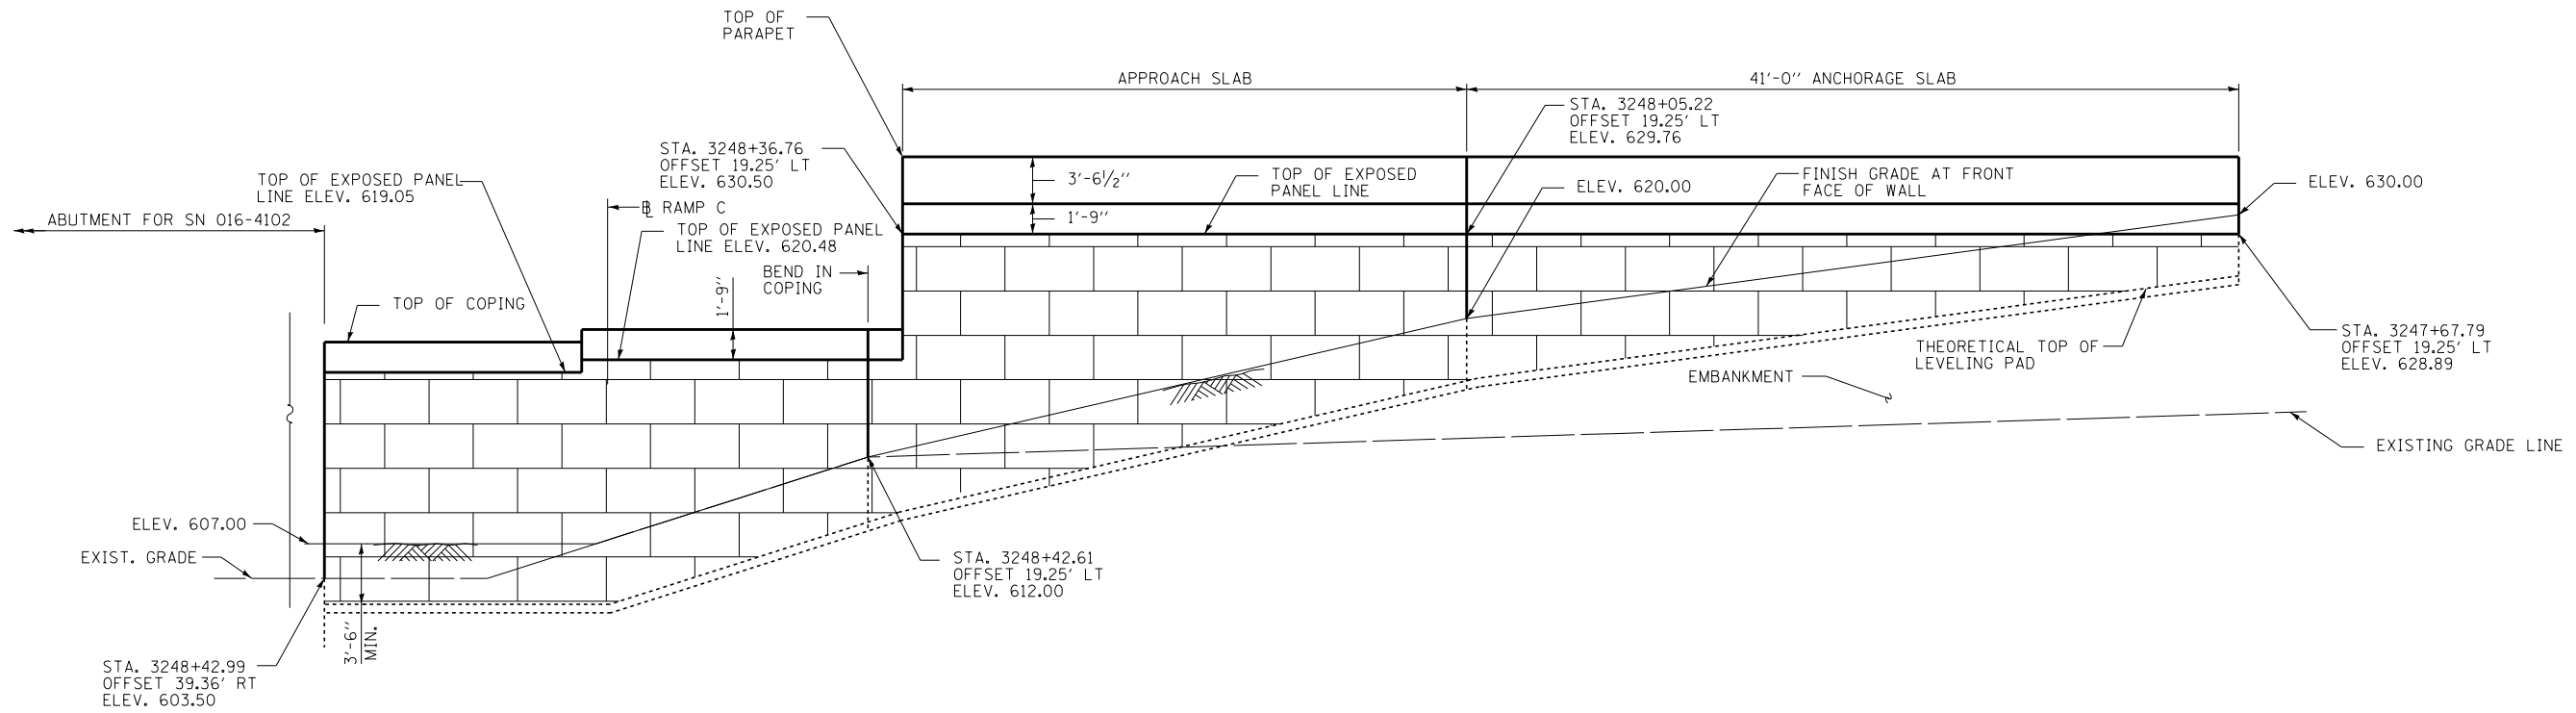 TOP OF
PARAPET
APPROACH SLAB
41'-0" ANCHORAGE SLAB
STA. 3248+05.22
OFFSET 19.25' LT
ELEV. 629.76
STA. 3248+36.76
OFFSET 19.25' LT
ELEV. 630.50
TOP OF EXPOSED PANEL
LINE ELEV. 619.05
3'-6½"
TOP OF EXPOSED
PANEL LINE
ELEV. 620.00
FINISH GRADE AT FRONT
FACE OF WALL
ELEV. 630.00
ABUTMENT FOR SN 016-4102
BL RAMP C
1'-9"
TOP OF EXPOSED PANEL
LINE ELEV. 620.48
BEND IN
COPING
1'-9"
TOP OF COPING
STA. 3247+67.79
OFFSET 19.25' LT
ELEV. 628.89
THEORETICAL TOP OF
LEVELING PAD
EMBANKMENT
EXISTING GRADE LINE
ELEV. 607.00
EXIST. GRADE
STA. 3248+42.61
OFFSET 19.25' LT
ELEV. 612.00
3'-6"
MIN.
STA. 3248+42.99
OFFSET 39.36' RT
ELEV. 603.50